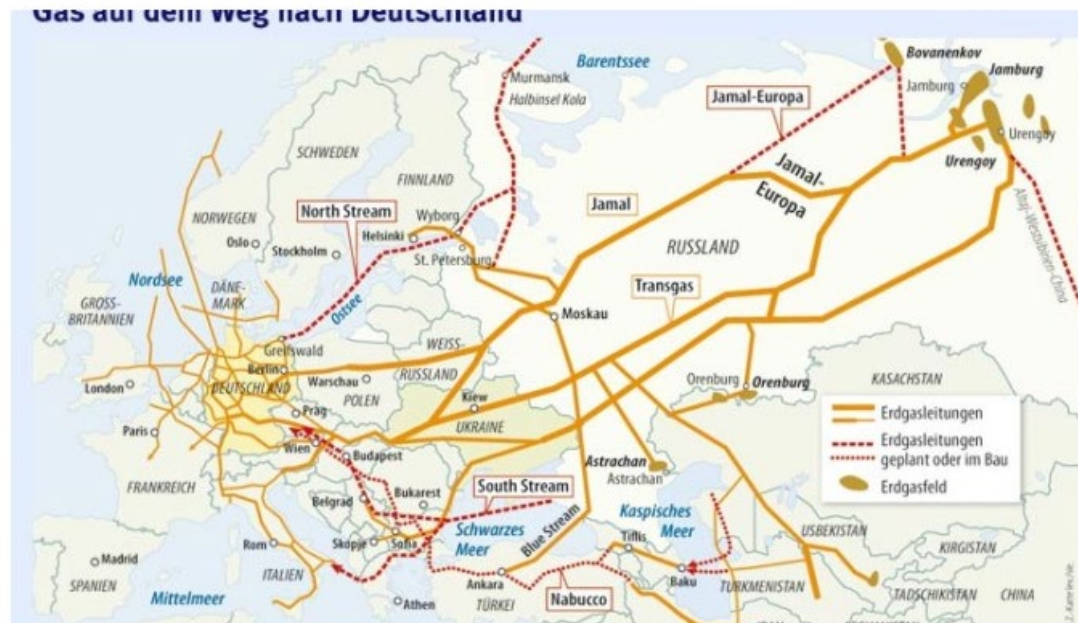 Gas auf dem Weg nach Deutschland
Barentssee
Bovanenkov
Murmansk
Halbinsel Kola
Jamburg
Jamburg
Jamal-Europa
Urengoy
Urengoy
SCHWEDEN
FINNLAND
Jamal-
Europa
Altaj-Westsibirien-China
NORWEGEN
North Stream
Wyborg
Jamal
Oslo
Helsinki
Stockholm
St. Petersburg
RUSSLAND
Nordsee
DÄNE-
MARK
Ostsee
Transgas
GROSS-
BRITANNIEN
Moskau
Greifswald
WEISS-
RUSSLAND
Berlin
London
DEUTSCHLAND
Warschau
POLEN
Orenburg
Orenburg
KASACHSTAN
Kiew
UKRAINE
Prag
Paris
Wien
Budapest
Erdgasleitungen
Erdgasleitungen
geplant oder im Bau
Erdgasfeld
FRANKREICH
Astrachan
Astrachan
Belgrad
Bukarest
South Stream
Schwarzes
Meer
Blue Stream
Kaspisches
Meer
USBEKISTAN
Rom
Skopje
Sofia
Tiflis
KIRGISTAN
Madrid
SPANIEN
ITALIEN
Ankara
Baku
TURKMENISTAN
TADSCHIKISTAN
CHINA
Mittelmeer
Athen
TÜRKEI
Nabucco